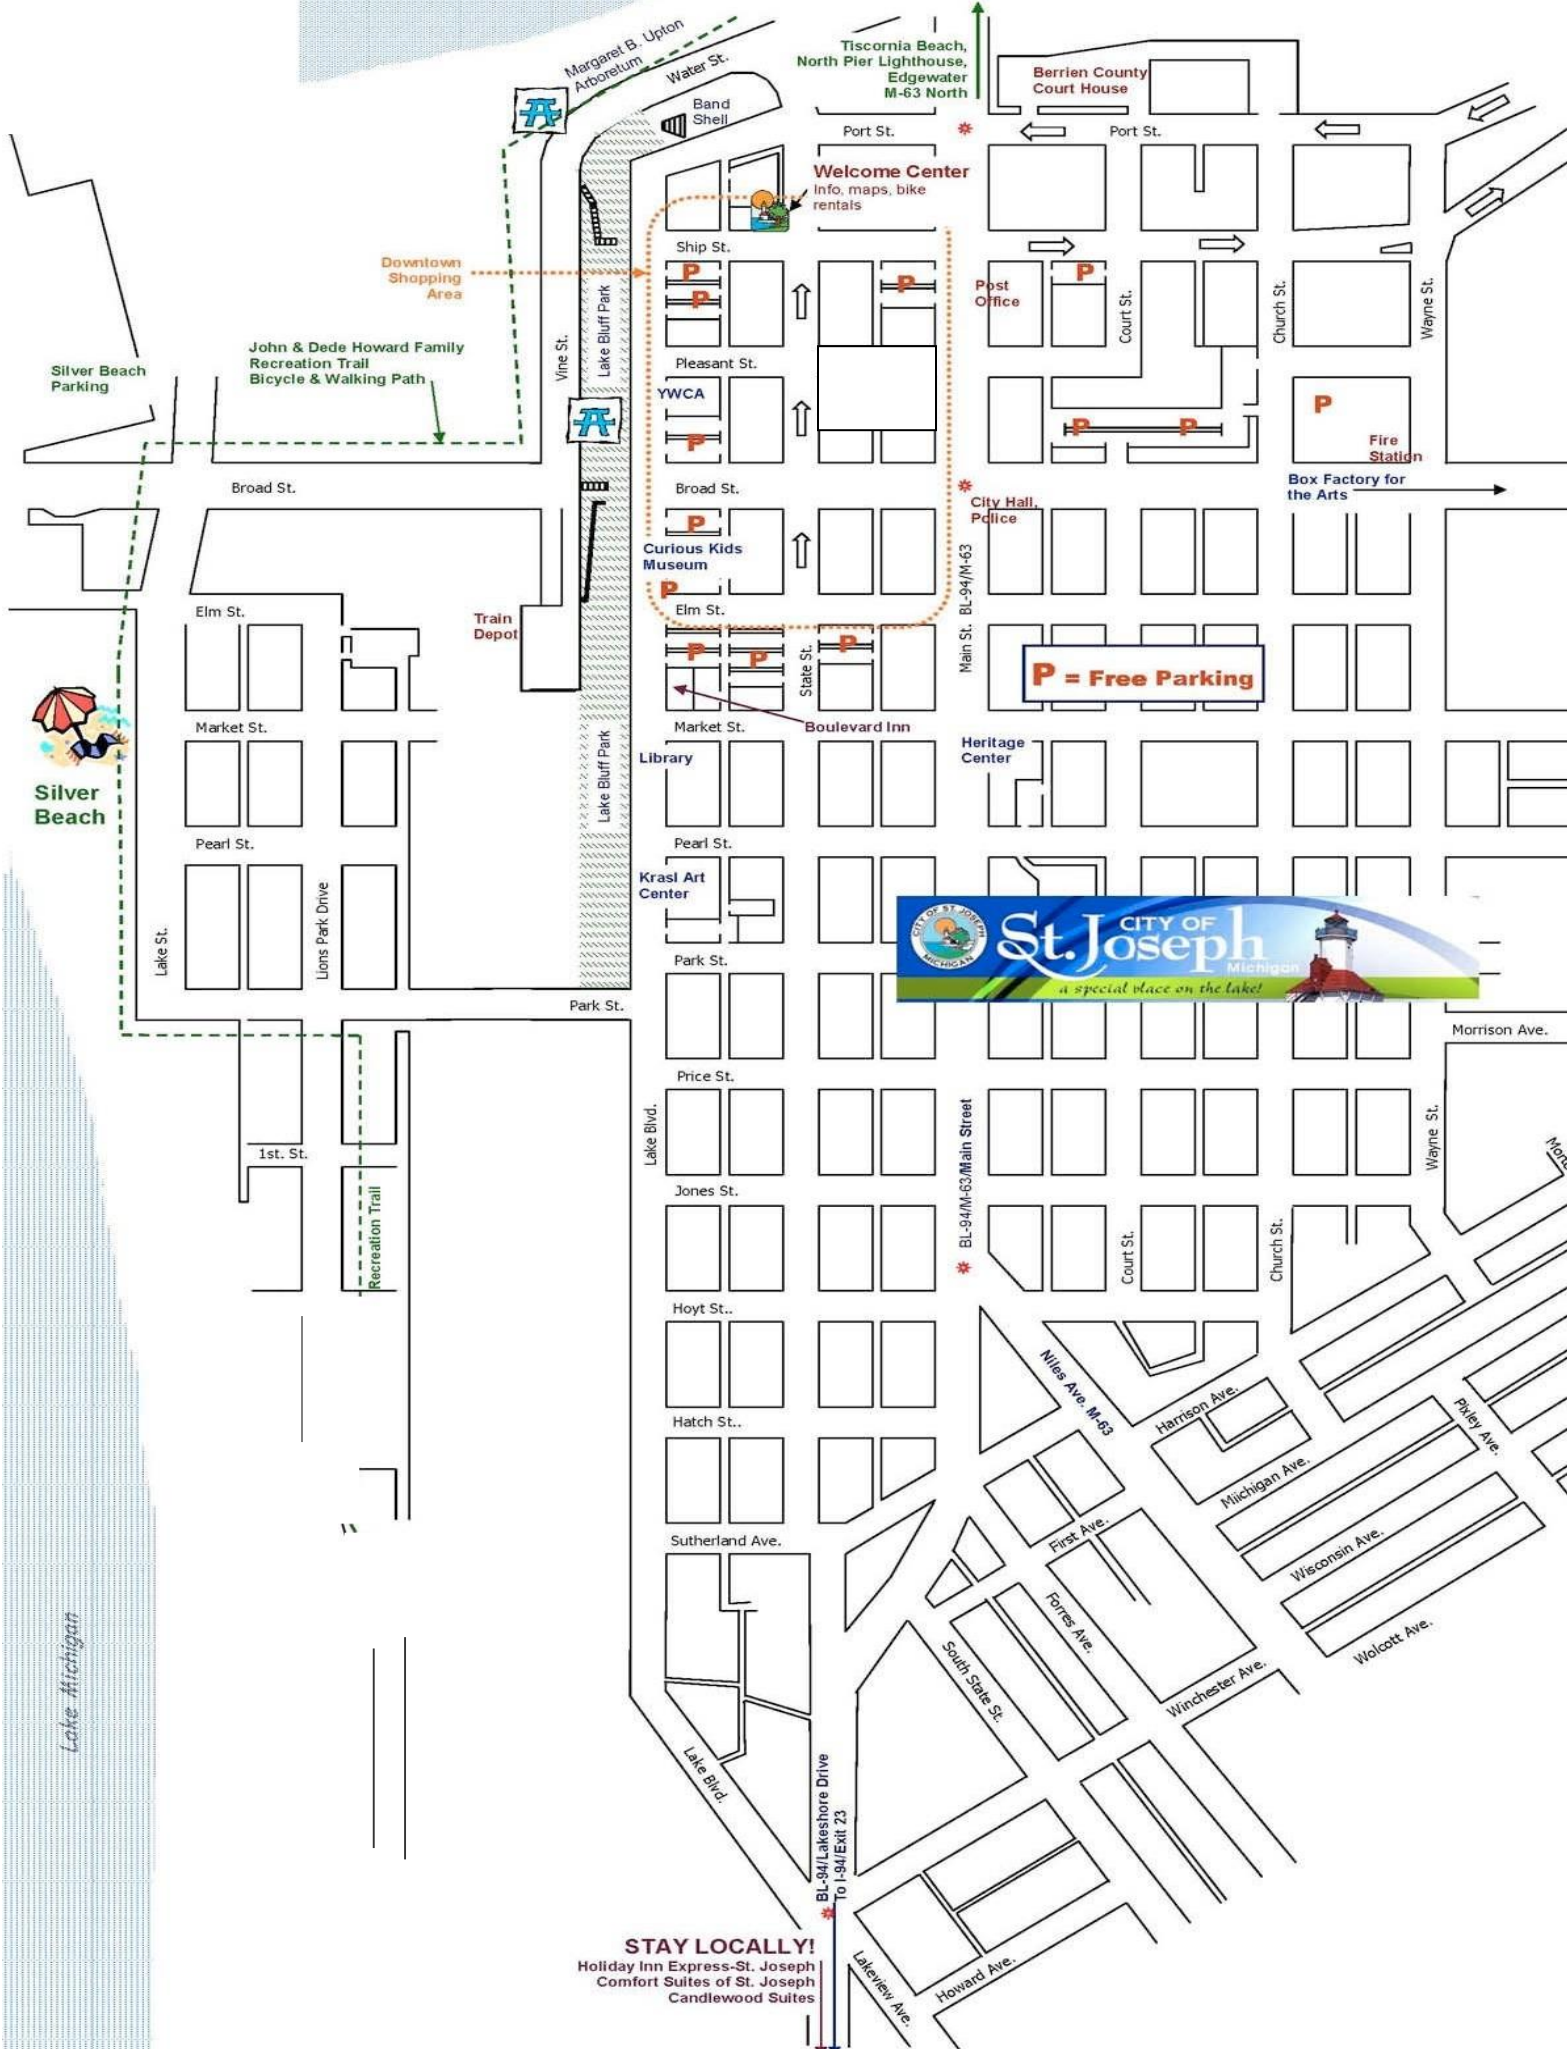 Margaret B. Upton
Arboretum
Water St.
Band
Shell
Tiscornia Beach,
North Pier Lighthouse,
Edgewater
M-63 North
Berrien County
Court House
Port St.
Port St.
Welcome Center
Info, maps, bike
rentals
Ship St.
Downtown
Shopping
Area
P
P
P
P
Post
Office
Lake Bluff Park
Vine St.
Court St.
Church St.
Wayne St.
John & Dede Howard Family
Recreation Trail
Bicycle & Walking Path
Silver Beach
Parking
Pleasant St.
YWCA
P
P
P
P
Fire
Station
Broad St.
Broad St.
City Hall,
Police
Box Factory for
the Arts
P
Curious Kids
Museum
P
Elm St.
Elm St.
Train
Depot
P
P
P
State St.
Main St. BL-94/M-63
P = Free Parking
Boulevard Inn
Market St.
Market St.
Silver
Beach
Lake Bluff Park
Library
Heritage
Center
Pearl St.
Pearl St.
Krasl Art
Center
Lake St.
Lions Park Drive
CITY OF ST. JOSEPH
MICHIGAN
CITY OF
St. Joseph
Michigan
a special place on the lake!
Park St.
Park St.
Morrison Ave.
Price St.
Lake Blvd.
BL-94/M-63/Main Street
Wayne St.
1st. St.
Recreation Trail
Jones St.
Court St.
Church St.
Hoyt St..
Niles Ave. M-63
Harrison Ave.
Pixley Ave.
Hatch St..
Miichigan Ave.
First Ave.
Sutherland Ave.
Wisconsin Ave.
Forres Ave.
Wolcott Ave.
South State St.
Winchester Ave.
Lake Michigan
Lake Blvd.
BL-94/Lakeshore Drive
To I-94/Exit 23
STAY LOCALLY!
Holiday Inn Express-St. Joseph
Comfort Suites of St. Joseph
Candlewood Suites
Lakeview Ave.
Howard Ave.